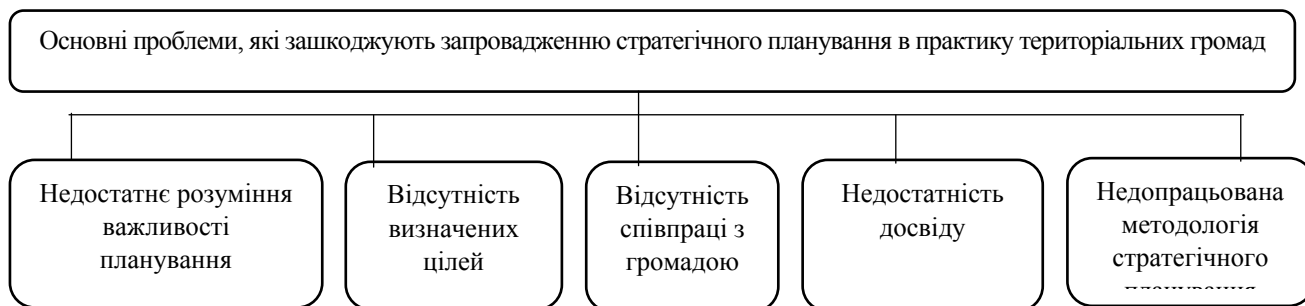 Основні проблеми, які зашкоджують запровадженню стратегічного планування в практику територіальних громад
Недостатнє розуміння
важливості
планування
Відсутність
визначених
цілей
Відсутність
співпраці з
громадою
Недостатність
досвіду
Недопрацьована
методологія
стратегічного
планування